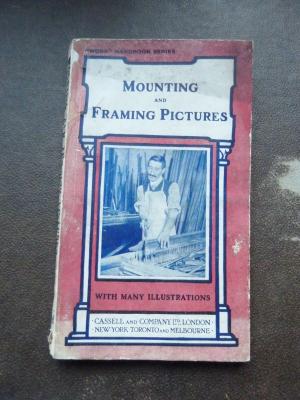 "WORK" HANDBOOK SERIES
MOUNTING
AND
FRAMING PICTURES
WITH MANY ILLUSTRATIONS
· CASSELL AND COMPANY LTD. LONDON ·
· NEW YORK TORONTO AND MELBOURNE ·